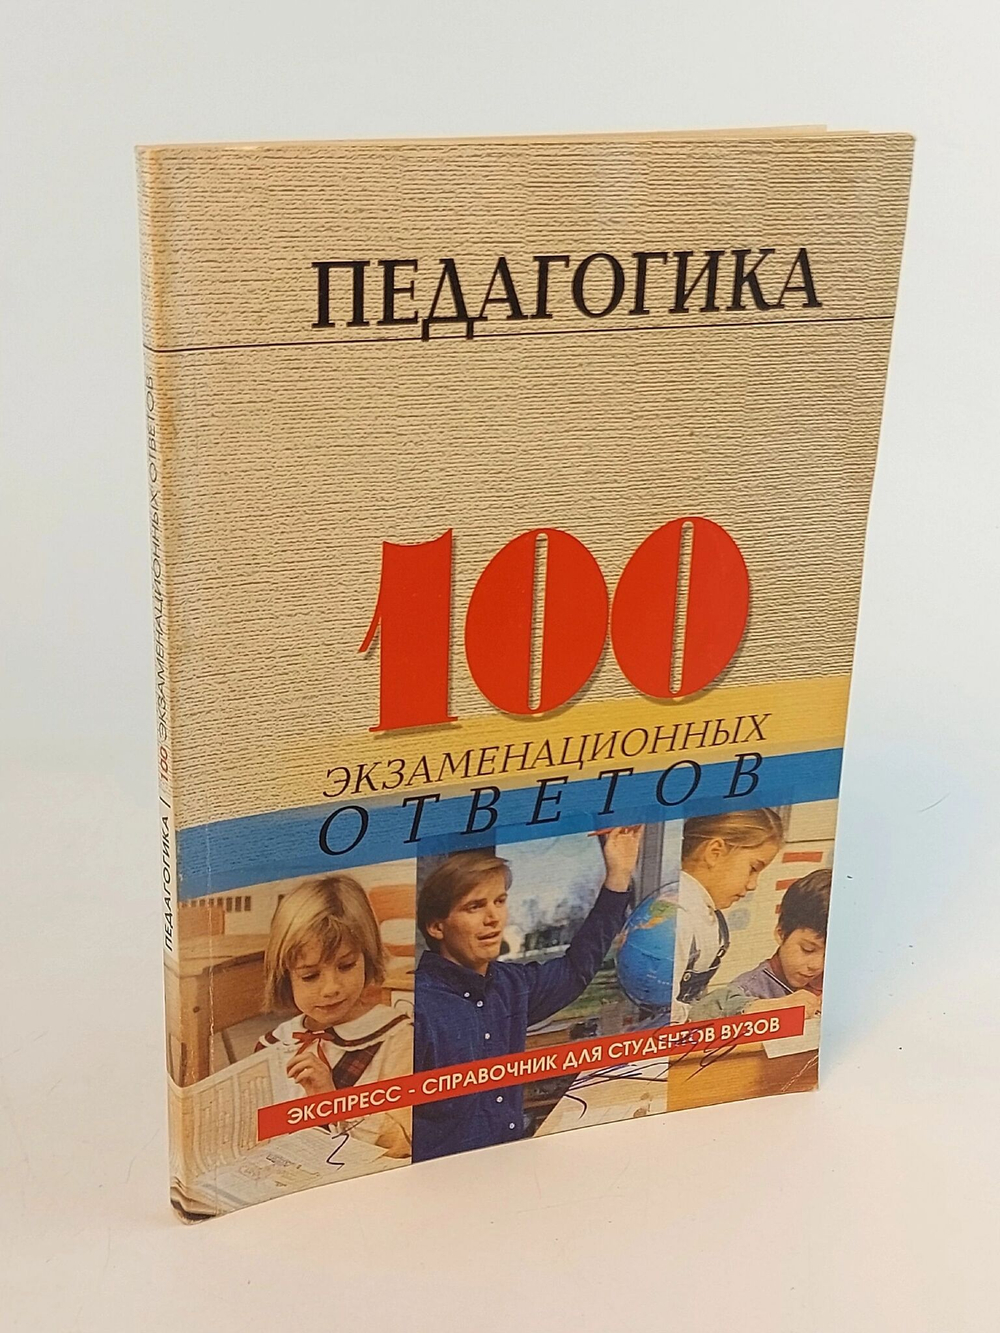 ПЕДАГОГИКА
100
ЭКЗАМЕНАЦИОННЫХ
ОТВЕТОВ
ЭКСПРЕСС - СПРАВОЧНИК ДЛЯ СТУДЕНТОВ ВУЗОВ
ПЕДАГОГИКА / 100 ЭКЗАМЕНАЦИОННЫХ ОТВЕТОВ